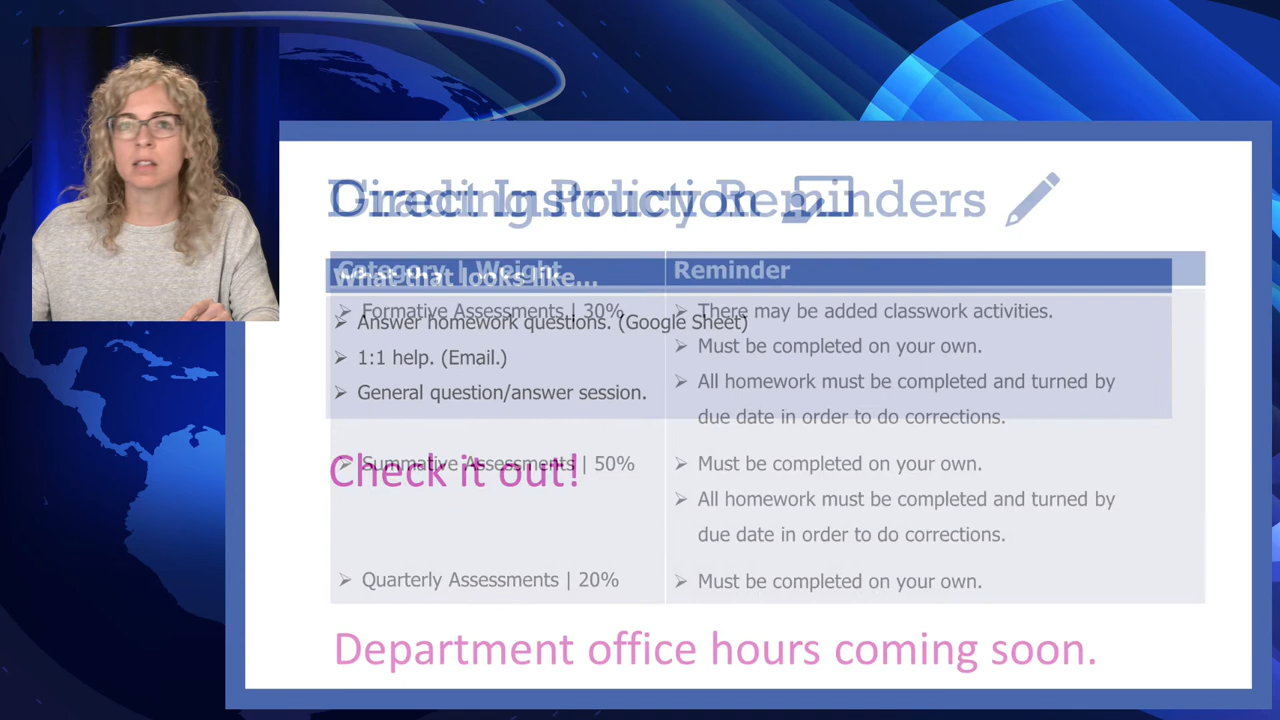 Direct Instruction
Grading Policy Reminders
What that looks like...
Answer homework questions. (Google Sheet)
1:1 help. (Email.)
General question/answer session.
Check it out!
Category | Weight
Reminder
Formative Assessments | 30%
There may be added classwork activities.
Must be completed on your own.
All homework must be completed and turned by
due date in order to do corrections.
Summative Assessments | 50%
Must be completed on your own.
All homework must be completed and turned by
due date in order to do corrections.
Quarterly Assessments | 20%
Must be completed on your own.
Department office hours coming soon.